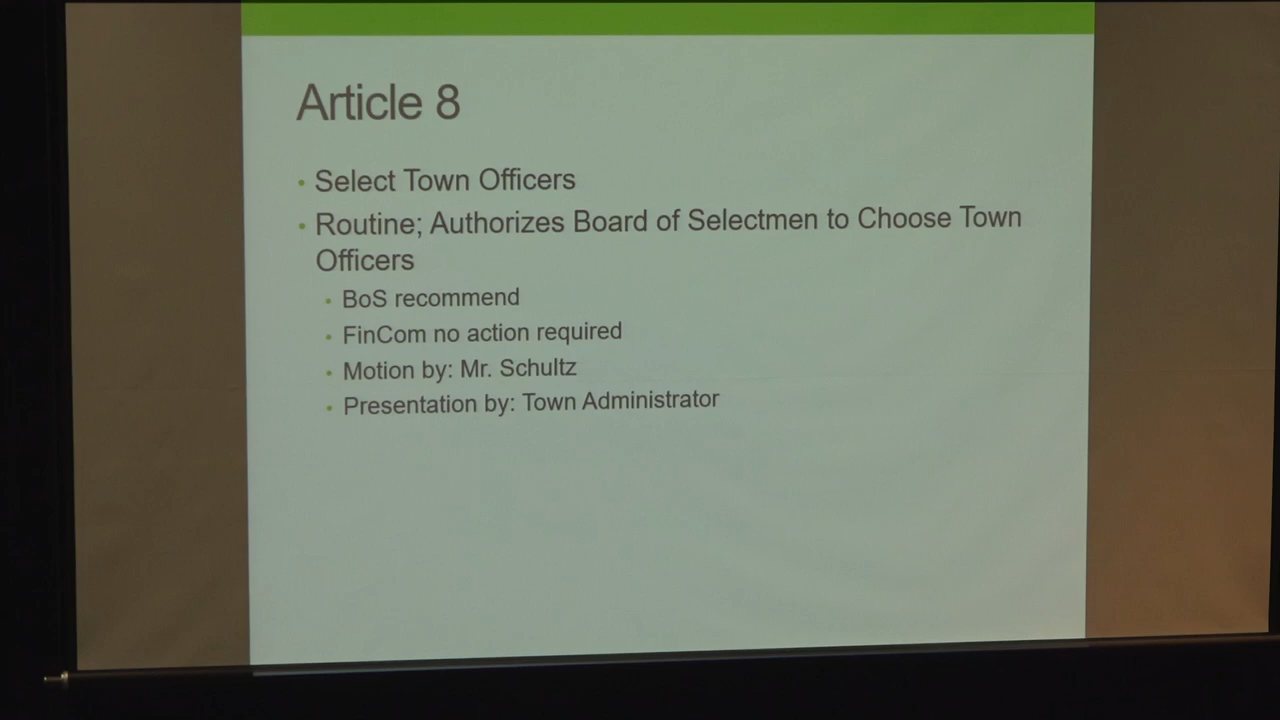 Article 8
• Select Town Officers
• Routine; Authorizes Board of Selectmen to Choose Town
Officers
• BoS recommend
• FinCom no action required
• Motion by: Mr. Schultz
• Presentation by: Town Administrator